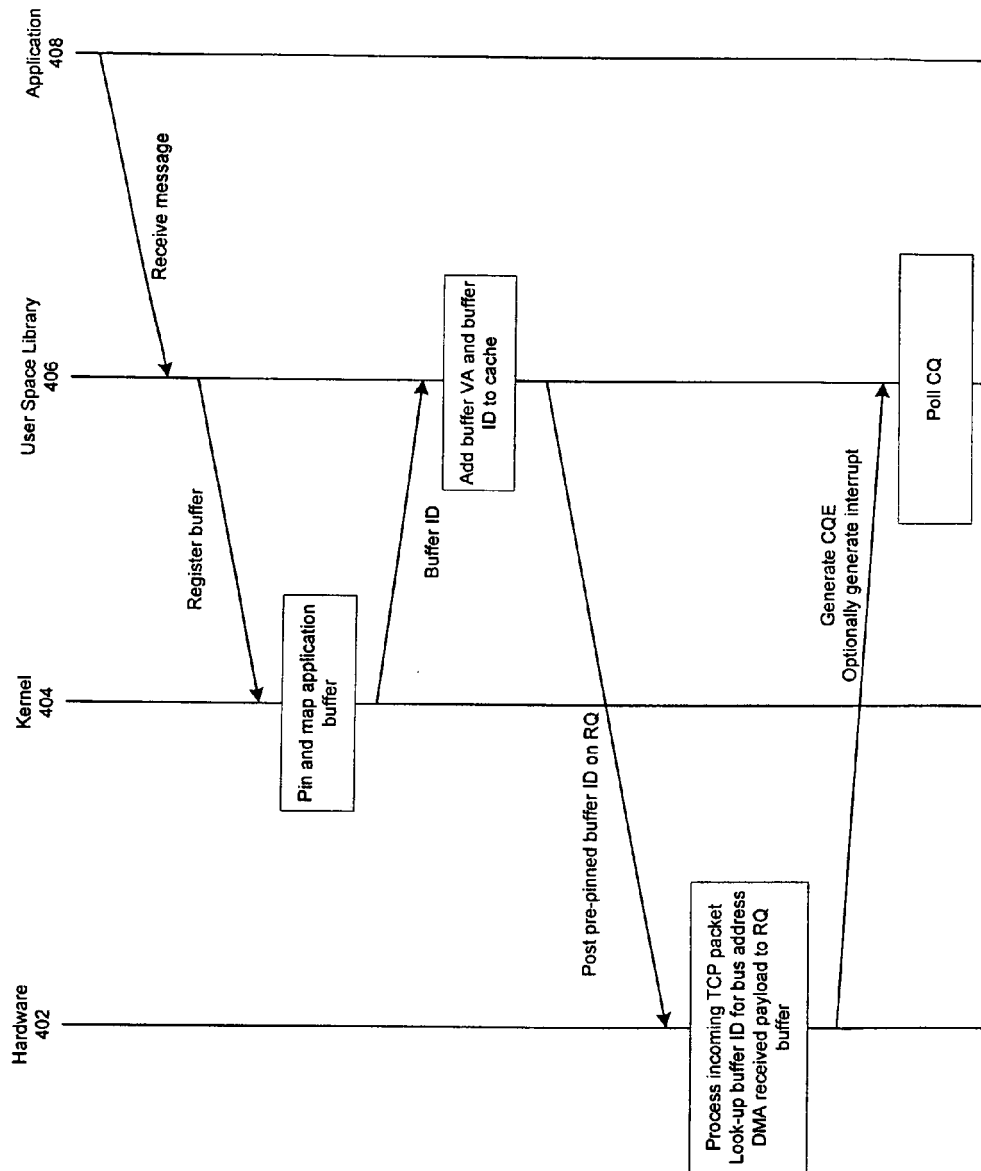 Hardware
402
Kernel
404
User Space Library
406
Application
408
Receive message
Register buffer
Pin and map application
buffer
Buffer ID
Add buffer VA and buffer
ID to cache
Post pre-pinned buffer ID on RQ
Process incoming TCP packet
Look-up buffer ID for bus address
DMA received payload to RQ
buffer
Generate CQE
Optionally generate interrupt
Poll CQ